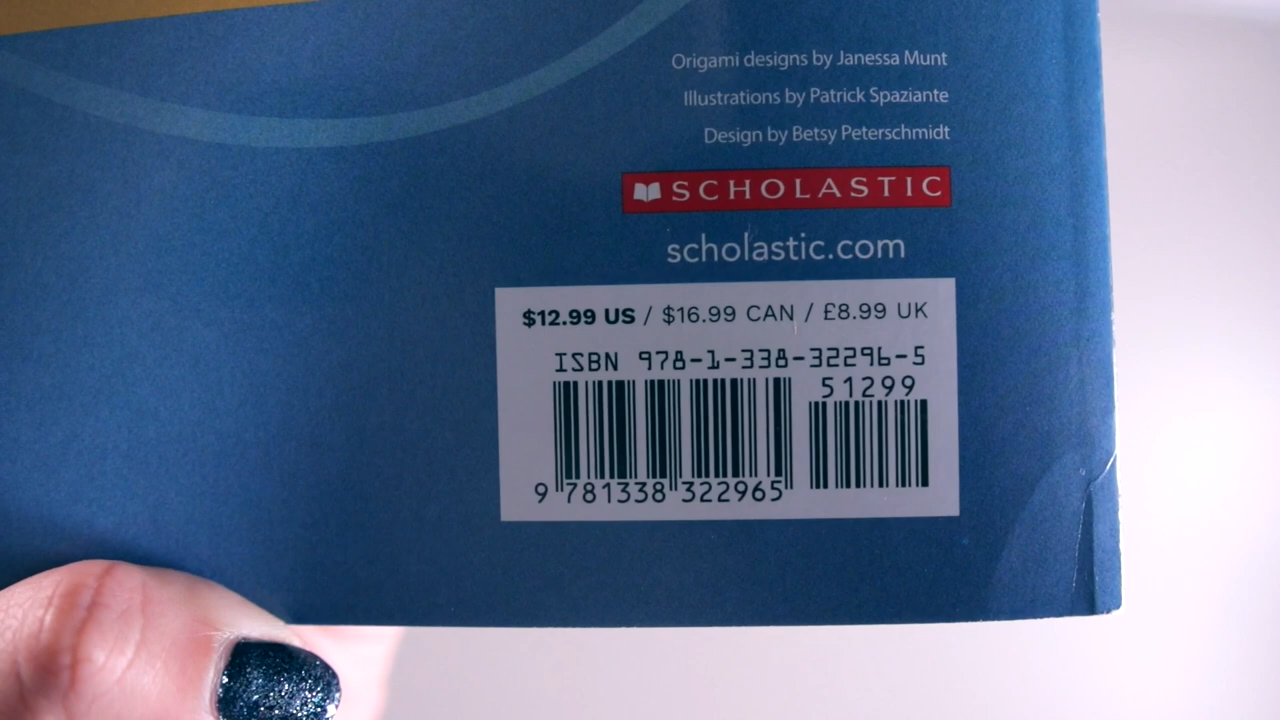 Origami designs by Janessa Munt
Illustrations by Patrick Spaziante
Design by Betsy Peterschmidt
SCHOLASTIC
scholastic.com
$12.99 US / $16.99 CAN / £8.99 UK
ISBN 978-1-338-32296-5
51299
9 781338 322965